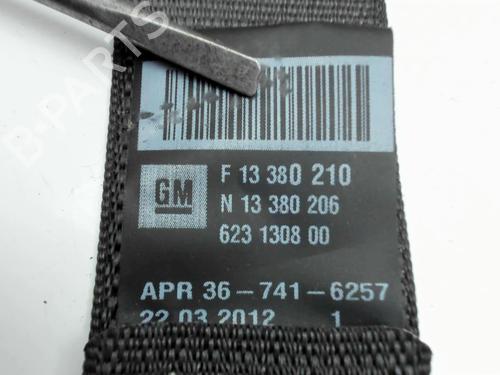 GM
F 13 380 210
N 13 380 206
623 1308 00
APR 36-741-6257
22.03.2012 1
B-PARTS